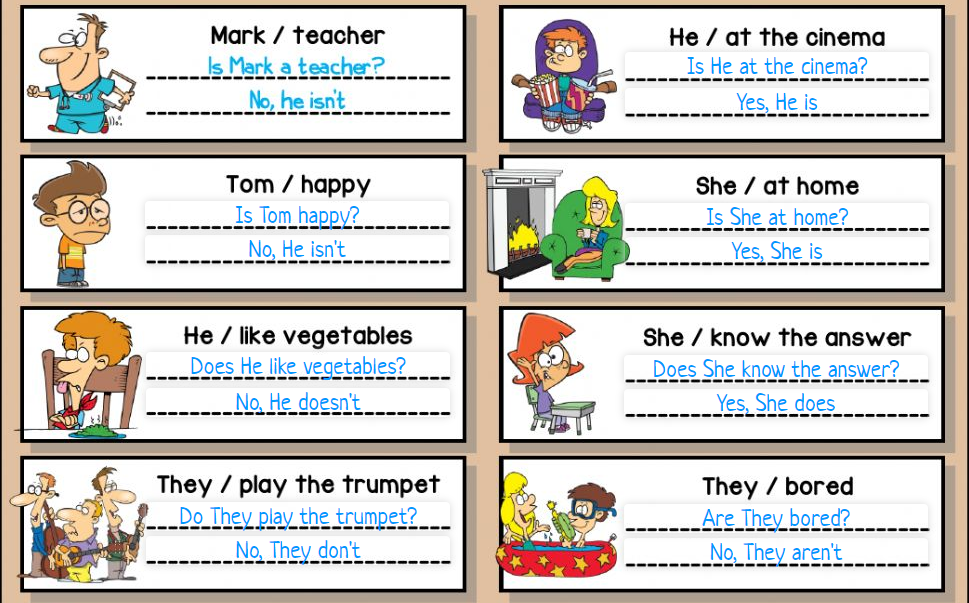 Mark / teacher
Is Mark a teacher?
No, he isn't
He / at the cinema
Is He at the cinema?
Yes, He is
Tom / happy
Is Tom happy?
No, He isn't
She / at home
Is She at home?
Yes, She is
He / like vegetables
Does He like vegetables?
No, He doesn't
She / know the answer
Does She know the answer?
Yes, She does
They / play the trumpet
Do They play the trumpet?
No, They don't
They / bored
Are They bored?
No, They aren't